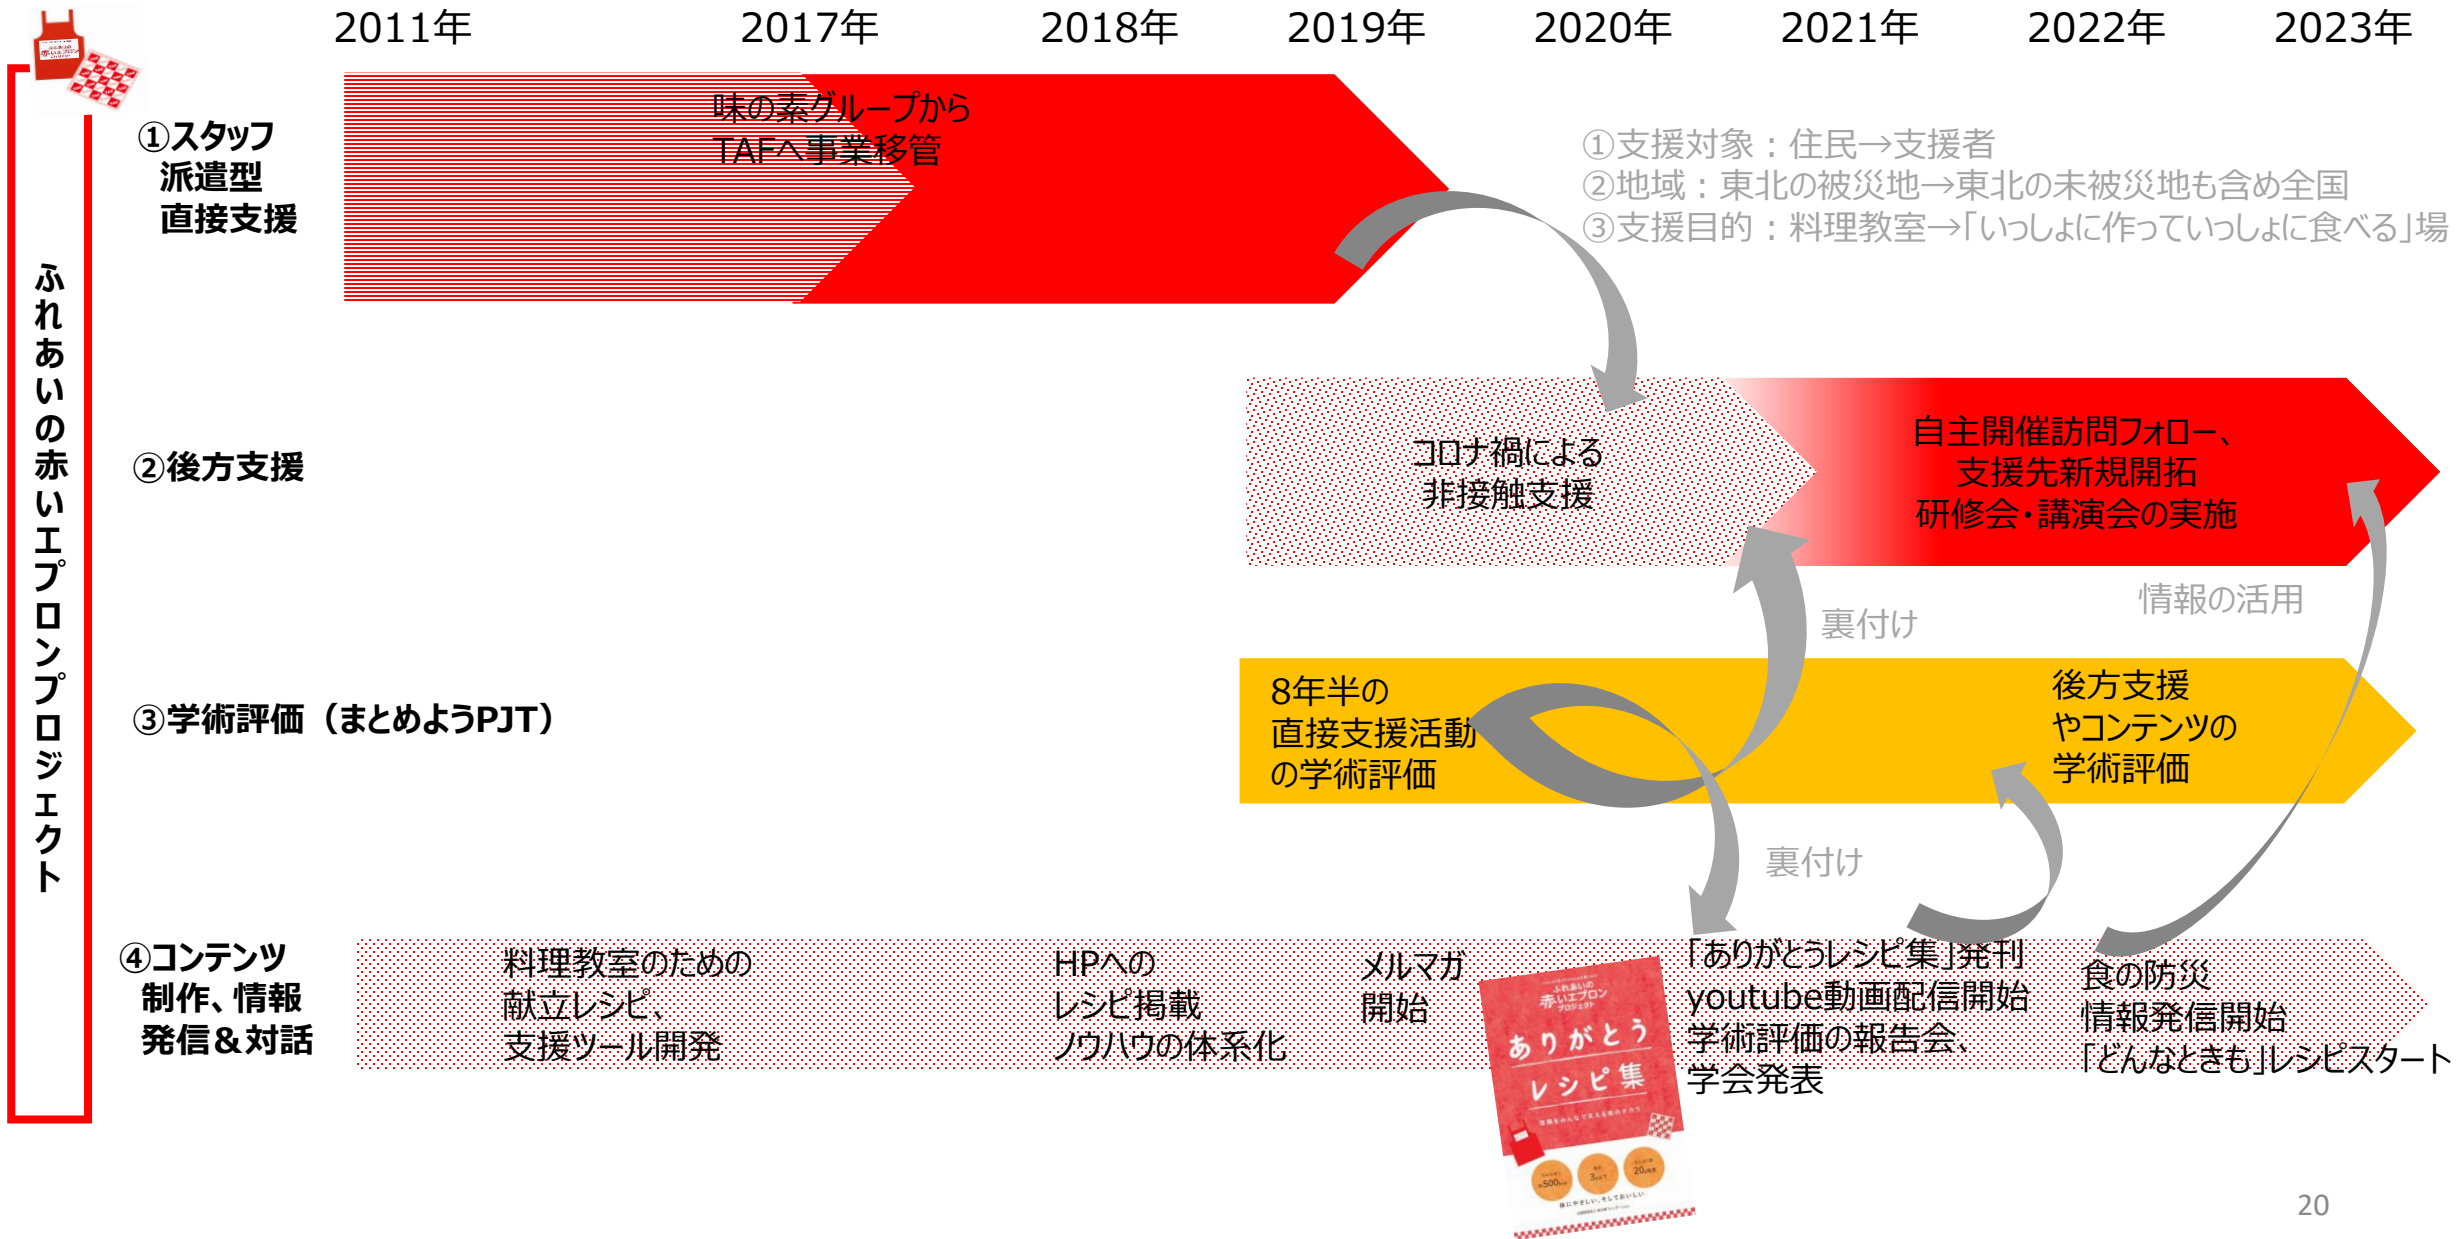 2011年
2017年
2018年
2019年
2020年
2021年
2022年
2023年
ふれあいの赤いエプロンプロジェクト
①スタッフ
派遣型
直接支援
味の素グループから
TAFへ事業移管
①支援対象：住民→支援者
②地域：東北の被災地→東北の未被災地も含め全国
③支援目的：料理教室→「いっしょに作っていっしょに食べる」場
②後方支援
コロナ禍による
非接触支援
自主開催訪問フォロー、
支援先新規開拓
研修会・講演会の実施
裏付け
情報の活用
③学術評価（まとめようPJT）
8年半の
直接支援活動
の学術評価
後方支援
やコンテンツの
学術評価
裏付け
④コンテンツ
制作、情報
発信＆対話
料理教室のための
献立レシピ、
支援ツール開発
HPへの
レシピ掲載
ノウハウの体系化
メルマガ
開始
「ありがとうレシピ集」発刊
youtube動画配信開始
学術評価の報告会、
学会発表
食の防災
情報発信開始
「どんなときも」レシピスタート
ふれあいの
赤いエプロン
プロジェクト
ありがとう
レシピ集
20